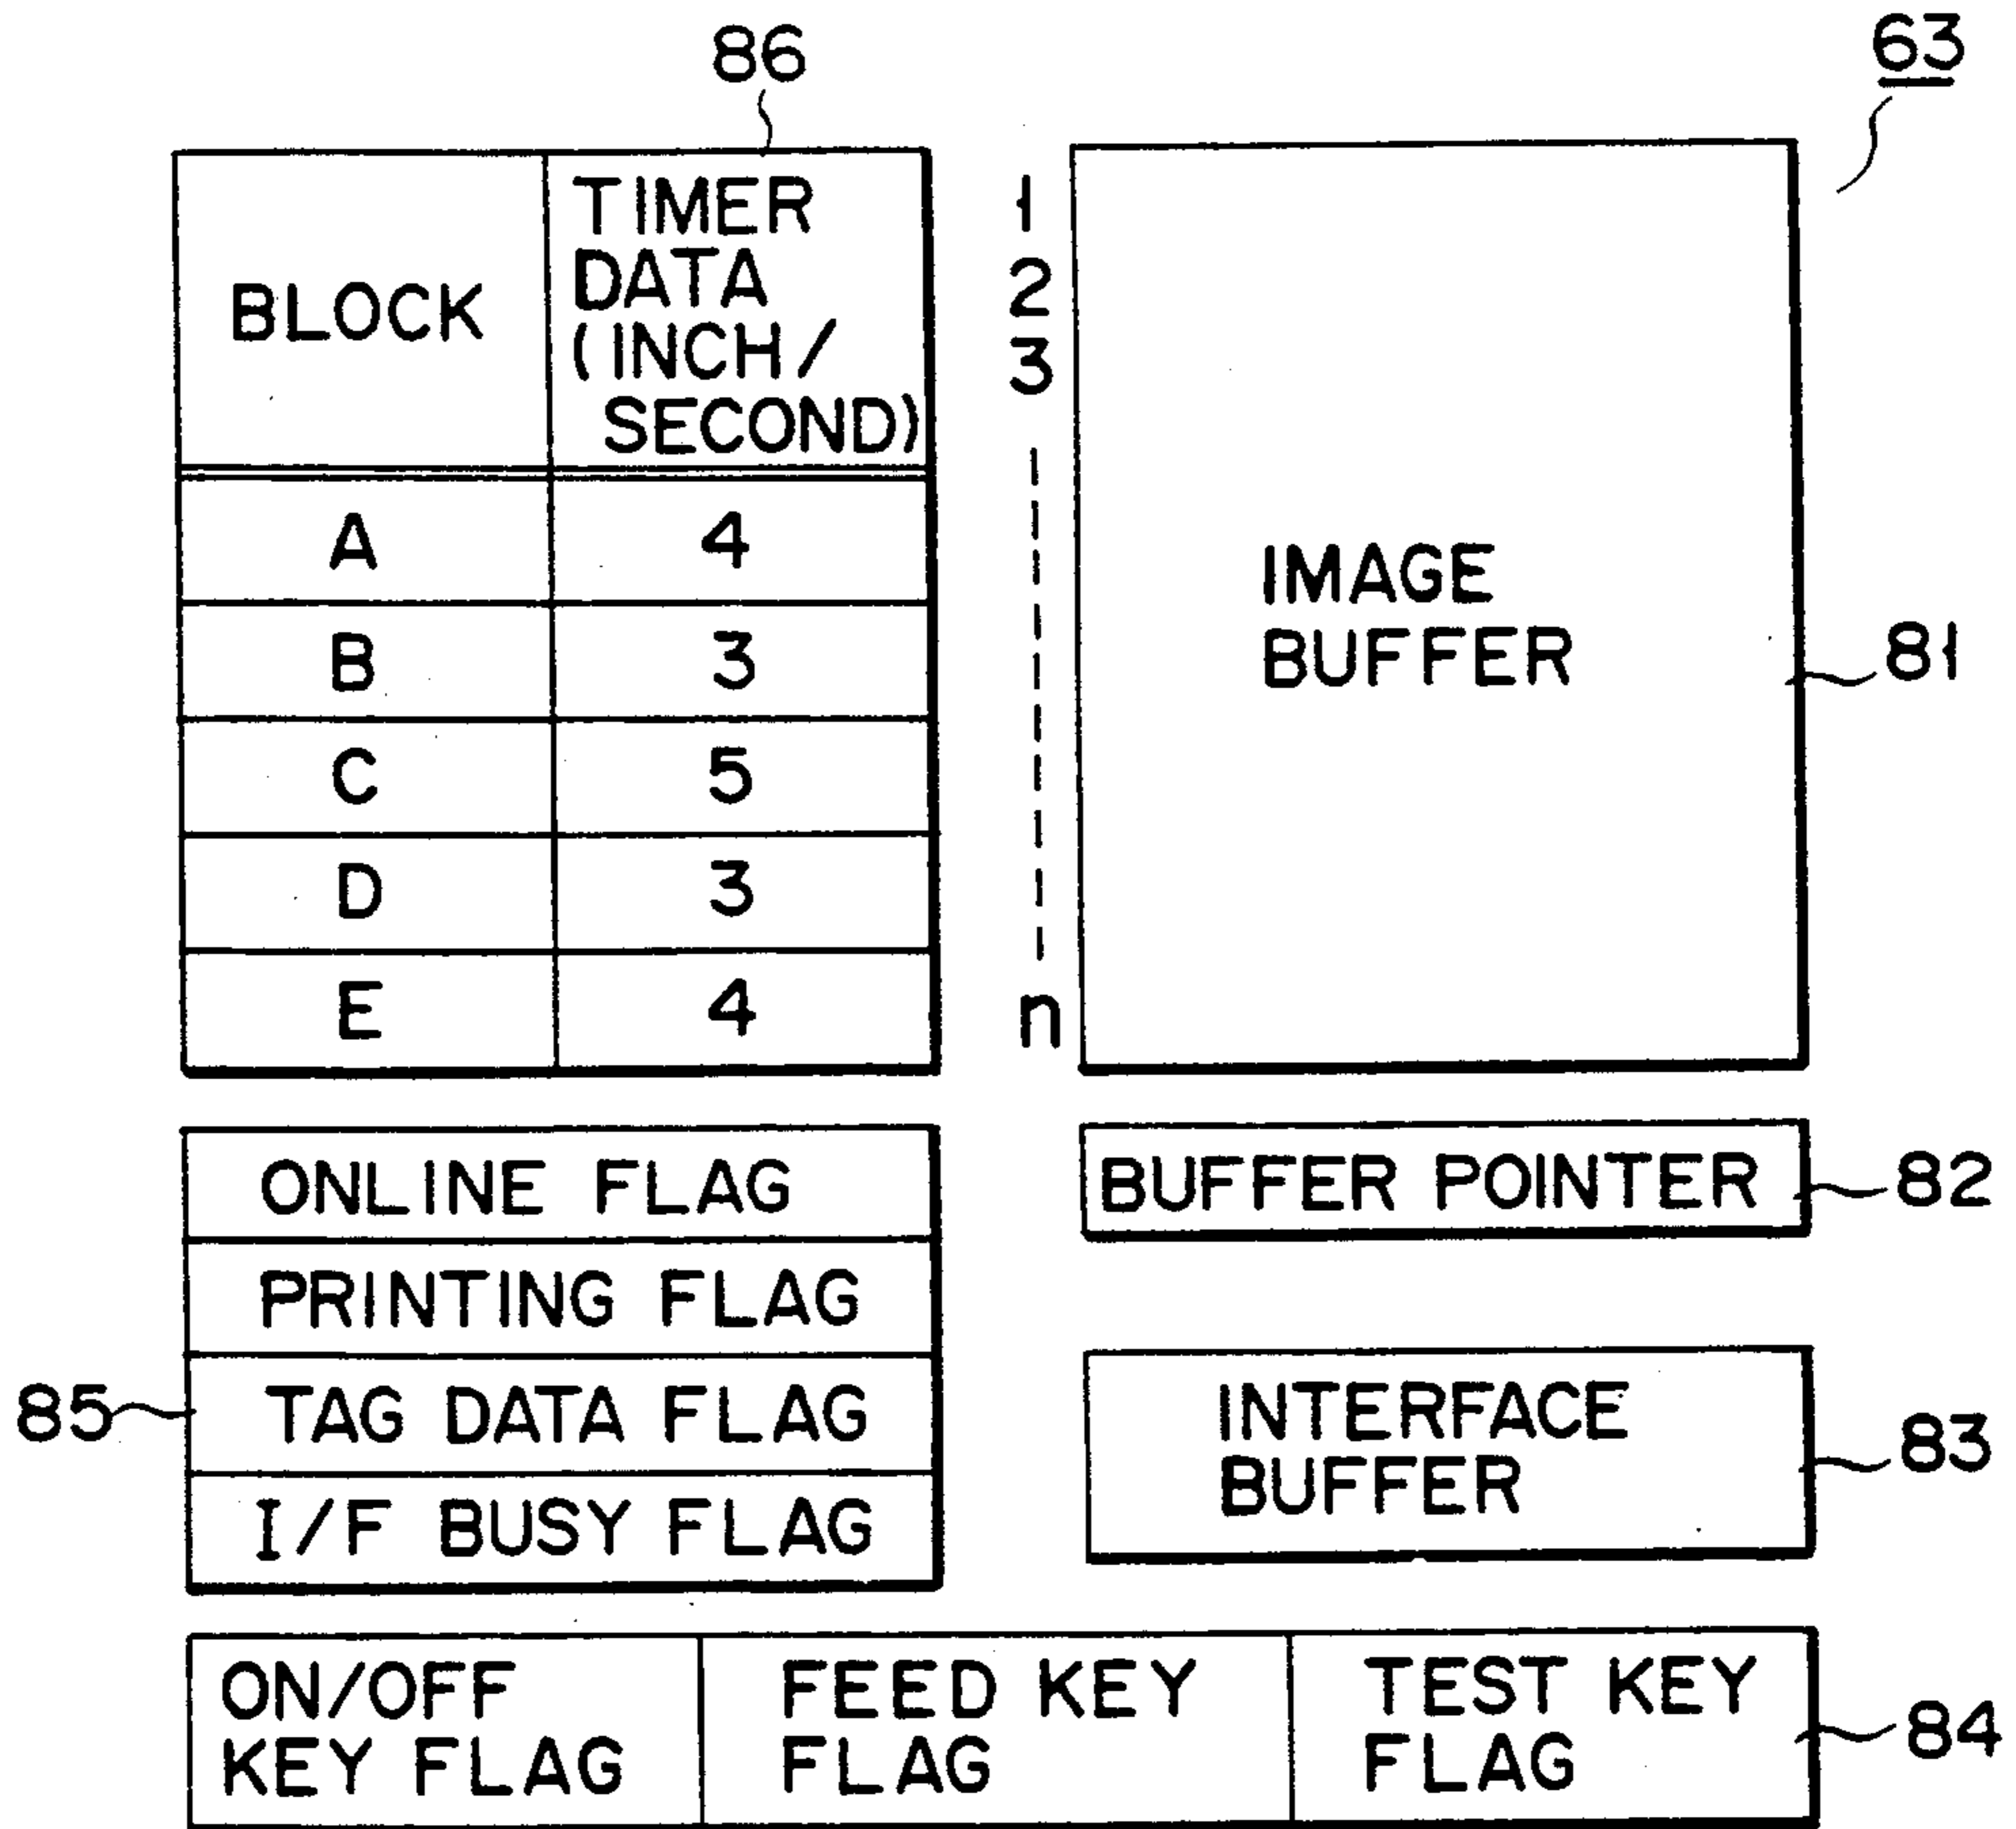 86
63
BLOCK
TIMER
DATA
(INCH/
SECOND)
A 4
B 3
C 5
D 3
E 4
1
2
3
n
IMAGE
BUFFER
81
ONLINE FLAG
PRINTING FLAG
TAG DATA FLAG
I/F BUSY FLAG
85
BUFFER POINTER
82
INTERFACE
BUFFER
83
ON/OFF
KEY FLAG
FEED KEY
FLAG
TEST KEY
FLAG
84